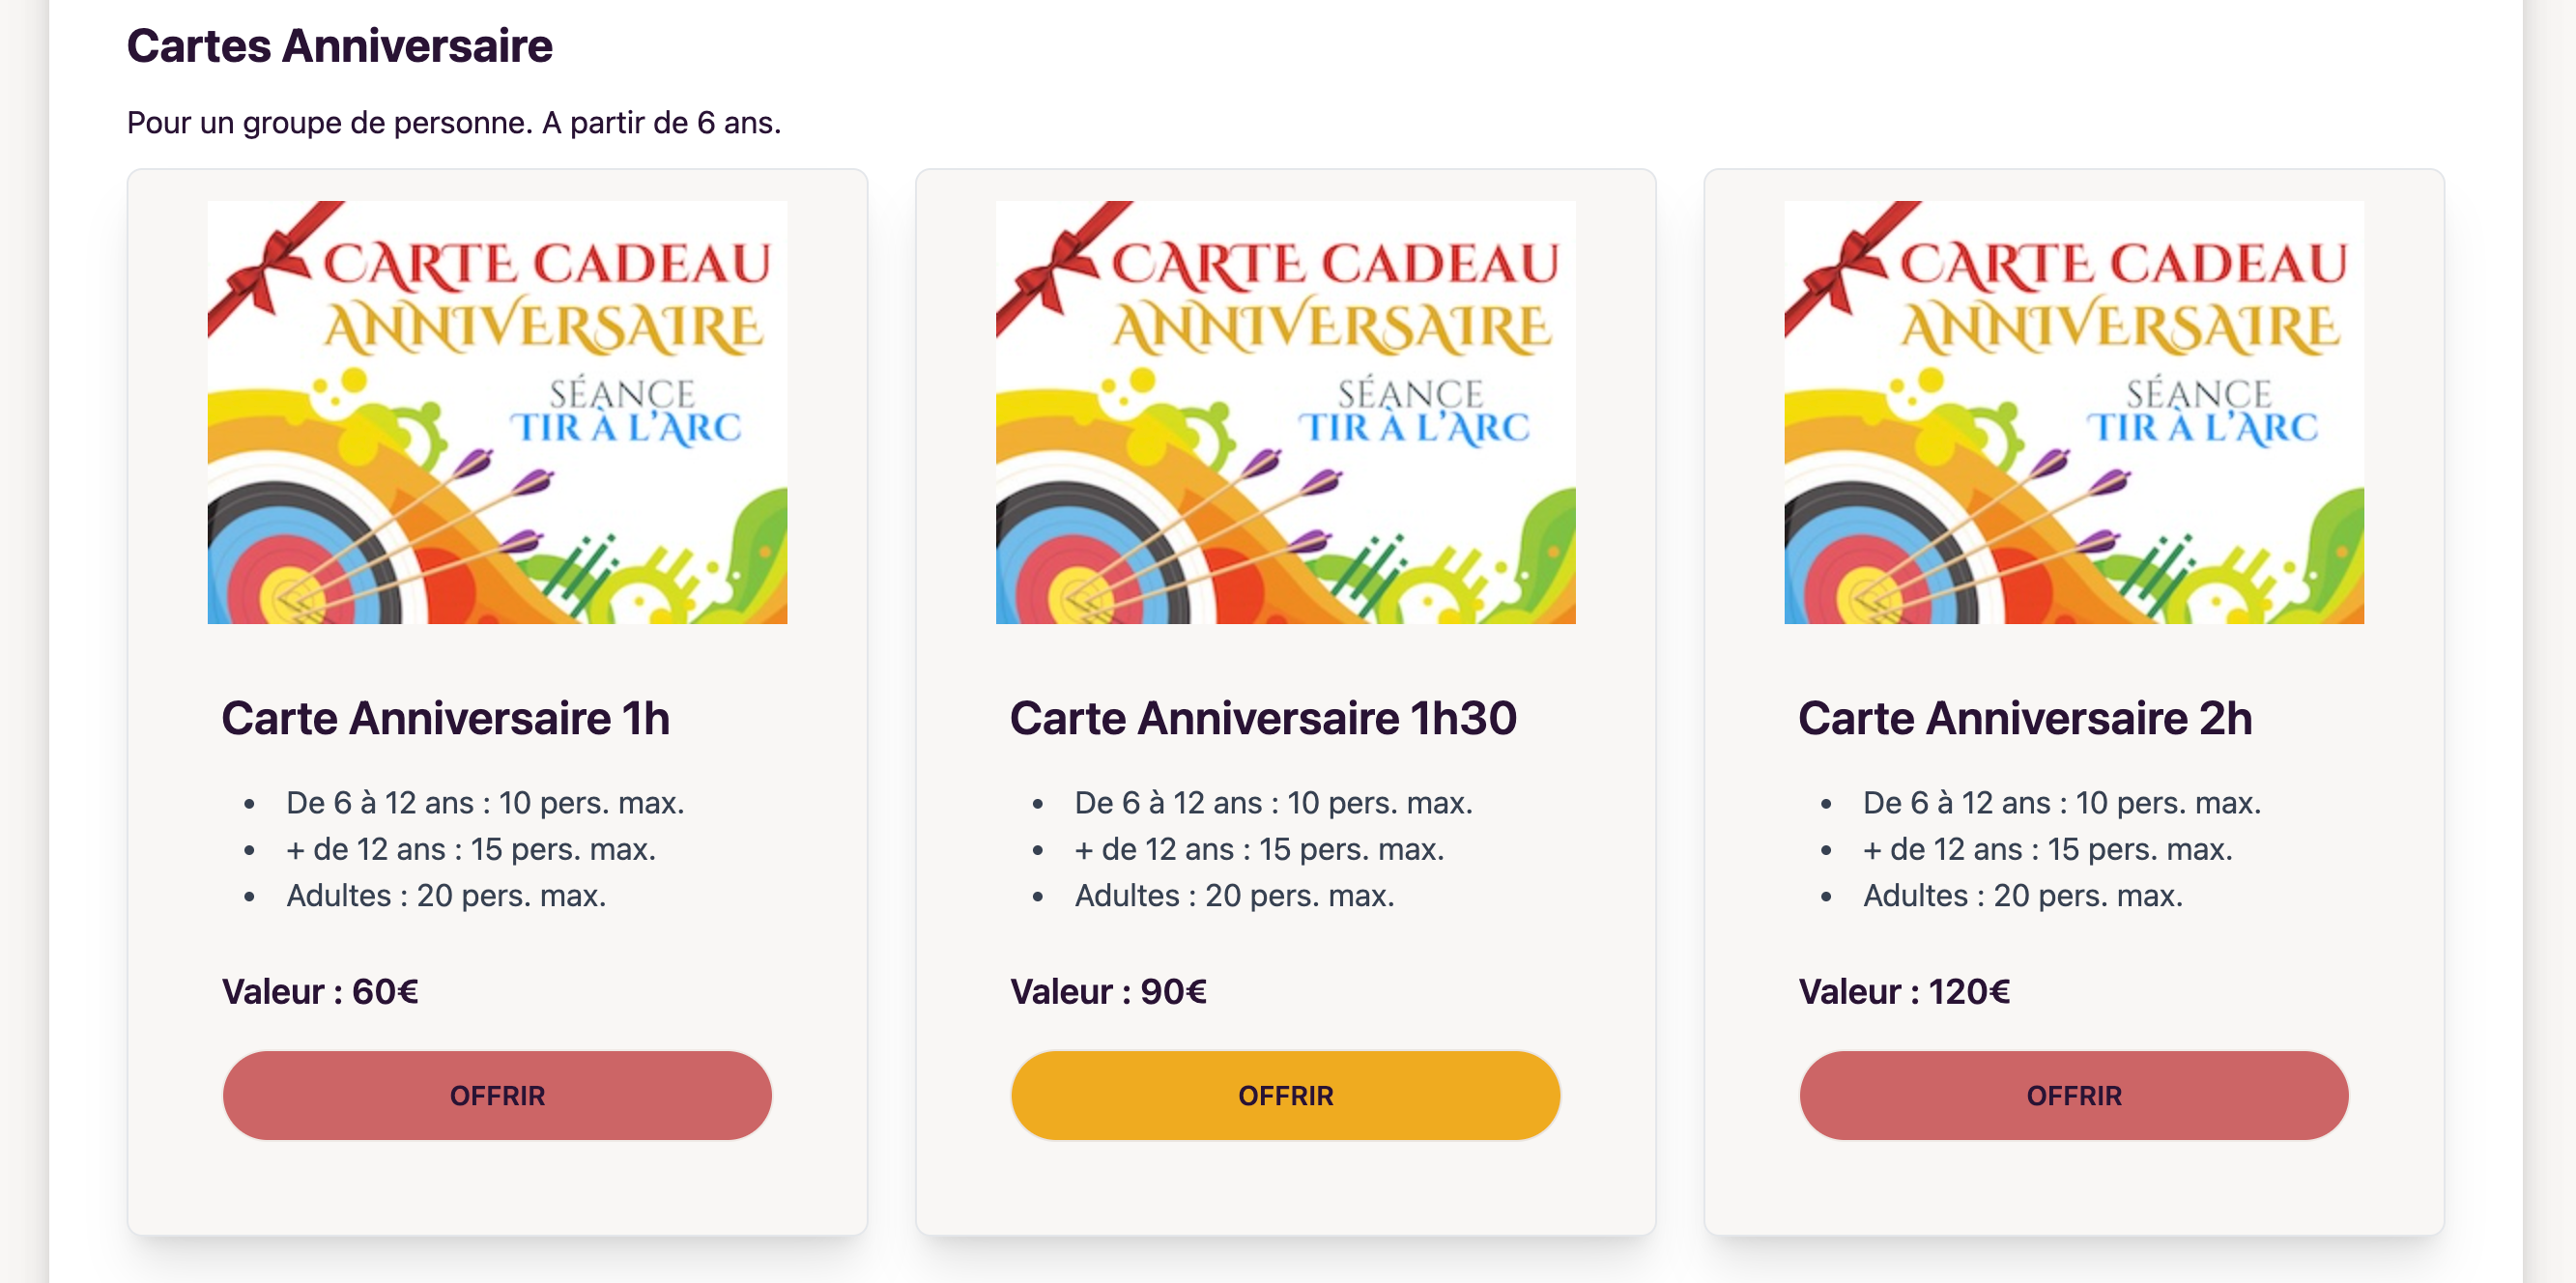 Cartes Anniversaire
Pour un groupe de personne. A partir de 6 ans.
CARTE CADEAU
ANNIVERSAIRE
SÉANCE
TIR À L'ARC
Carte Anniversaire 1h
• De 6 à 12 ans : 10 pers. max.
• + de 12 ans : 15 pers. max.
• Adultes : 20 pers. max.
Valeur : 60€
OFFRIR
CARTE CADEAU
ANNIVERSAIRE
SÉANCE
TIR À L'ARC
Carte Anniversaire 1h30
• De 6 à 12 ans : 10 pers. max.
• + de 12 ans : 15 pers. max.
• Adultes : 20 pers. max.
Valeur : 90€
OFFRIR
CARTE CADEAU
ANNIVERSAIRE
SÉANCE
TIR À L'ARC
Carte Anniversaire 2h
• De 6 à 12 ans : 10 pers. max.
• + de 12 ans : 15 pers. max.
• Adultes : 20 pers. max.
Valeur : 120€
OFFRIR